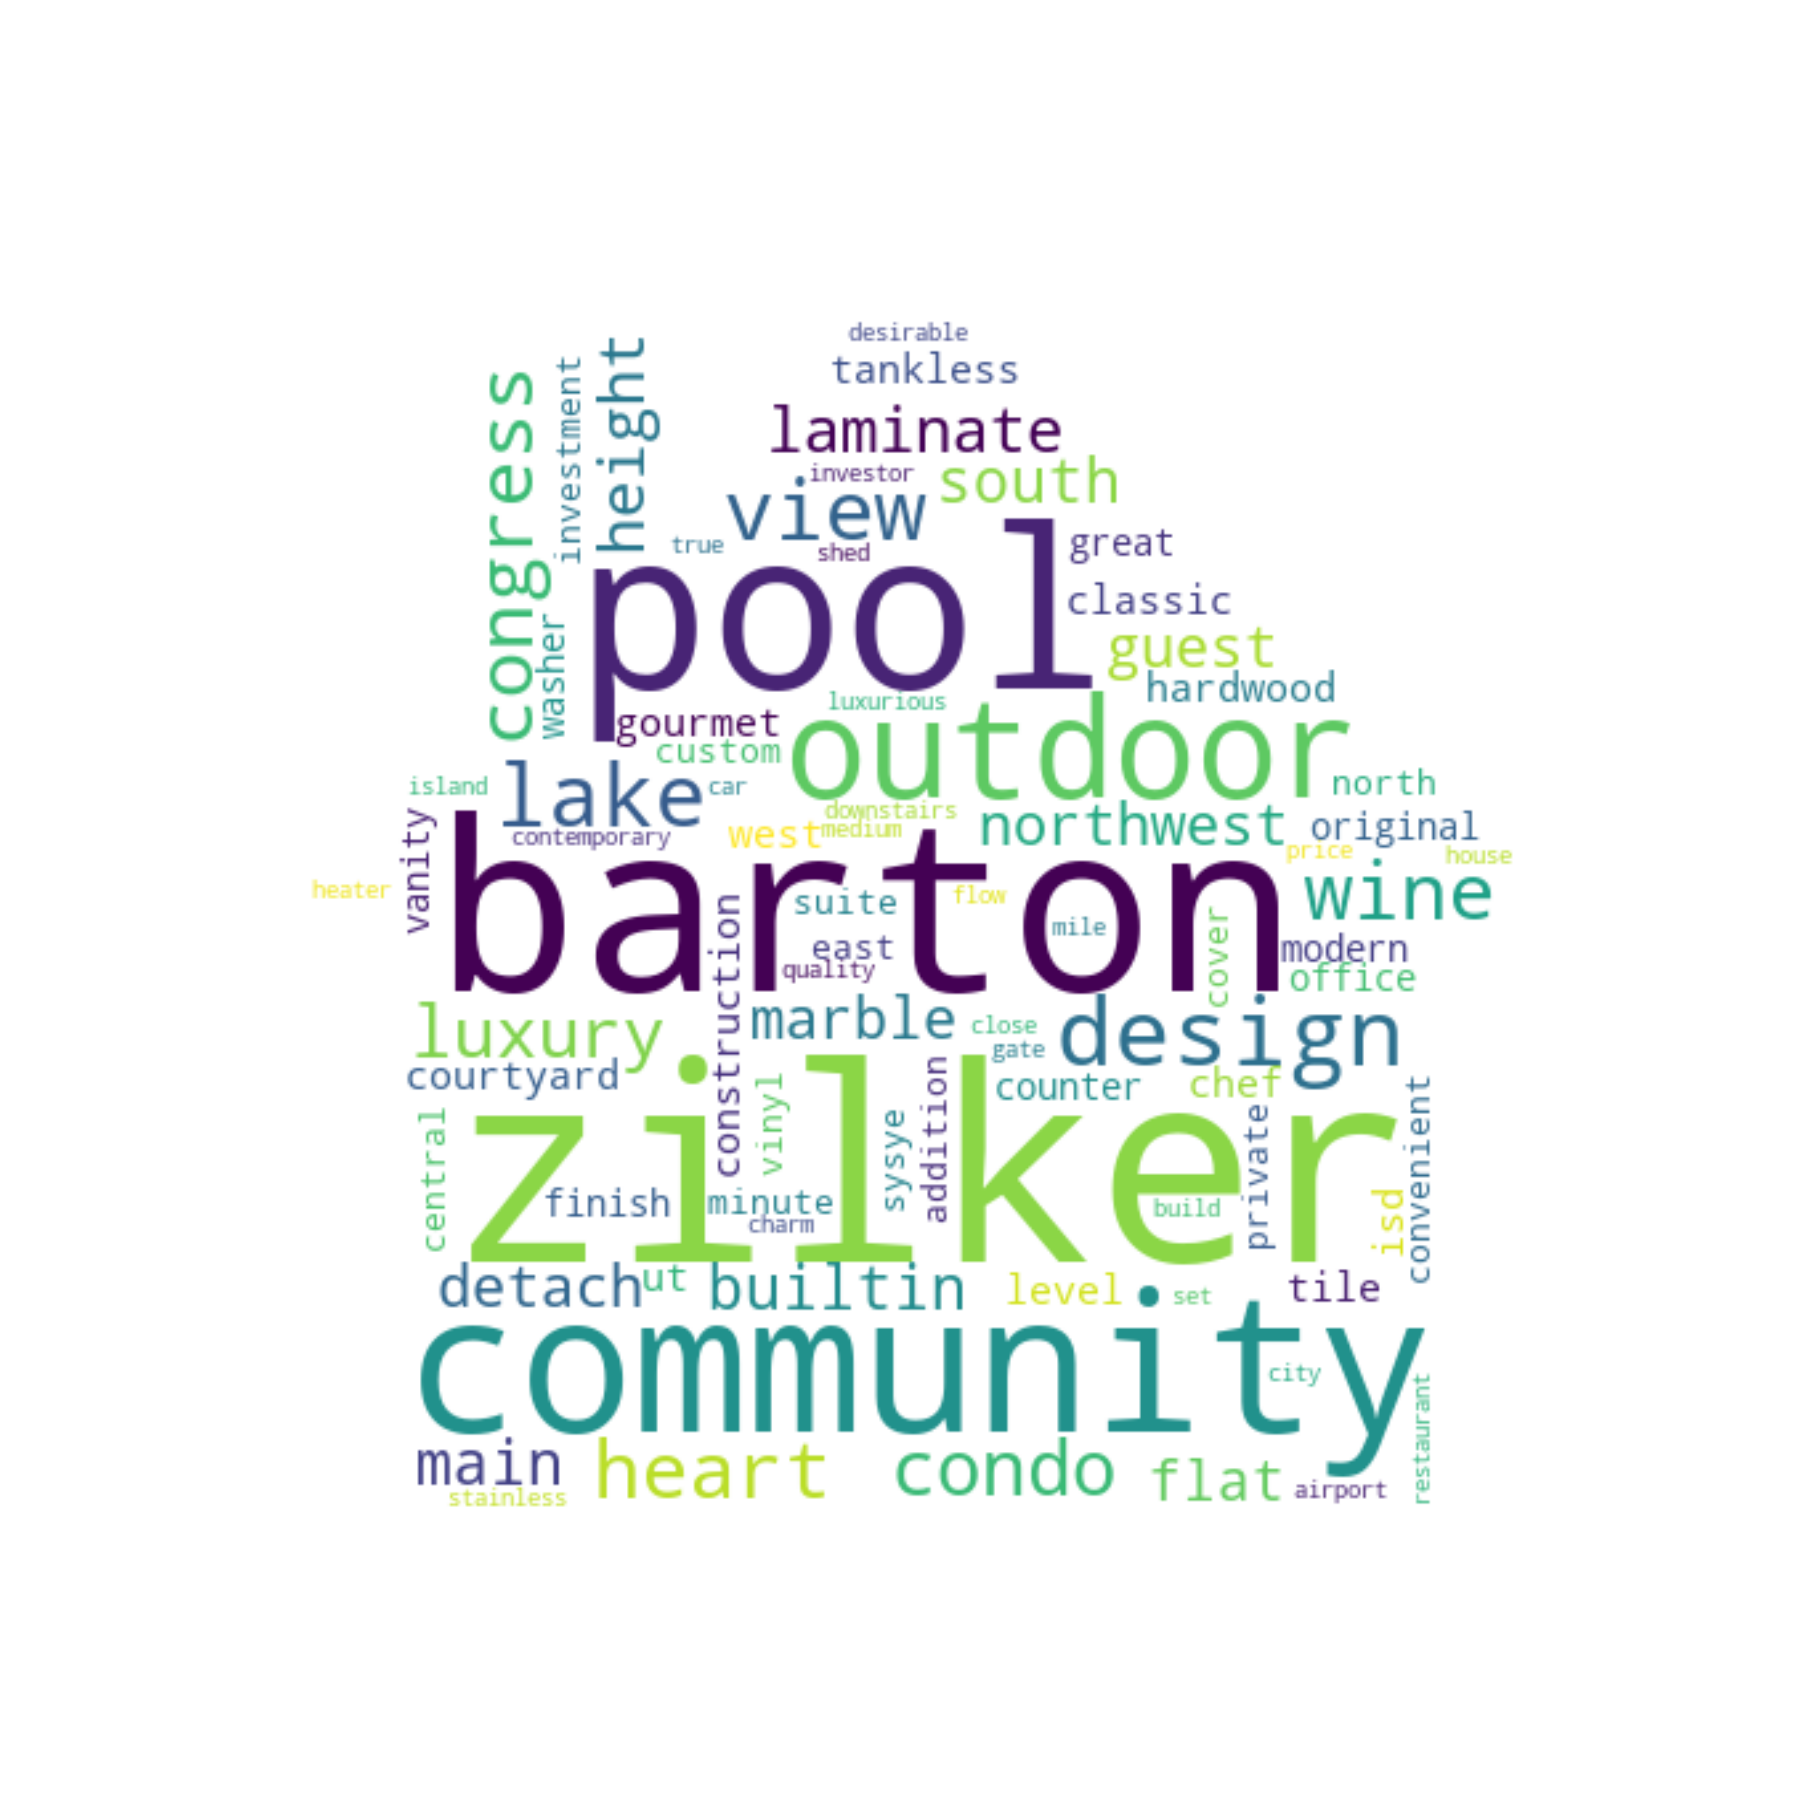 desirable
tankless
congress
investment
height
laminate
investor
south
view
true
shed
great
pool
classic
washer
guest
hardwood
luxurious
gourmet
custom
outdoor
lake
island
car
north
downstairs
northwest
original
contemporary
west
medium
price
house
vanity
barton
heater
wine
suite
flow
mile
construction
east
quality
cover
modern
office
luxury
marble
close
gate
design
courtyard
counter
chef
zilker
central
vinyl
sysye
addition
private
convenient
finish
minute
charm
build
isd
detach
ut
builtin
level
set
tile
community
city
restaurant
main
heart
condo
flat
airport
stainless